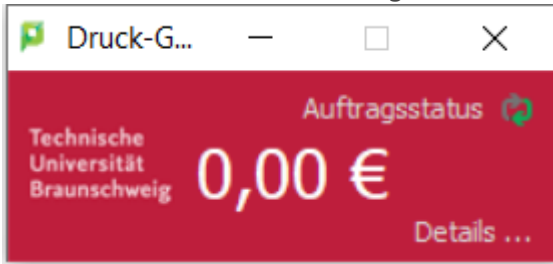 Druck-G...
Auftragsstatus
Technische
Universität
Braunschweig
0,00 €
Details ...